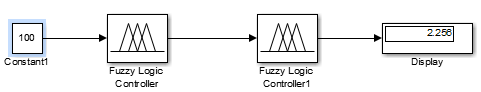 100
2.256
Constant1
Fuzzy Logic
Controller
Fuzzy Logic
Controller1
Display